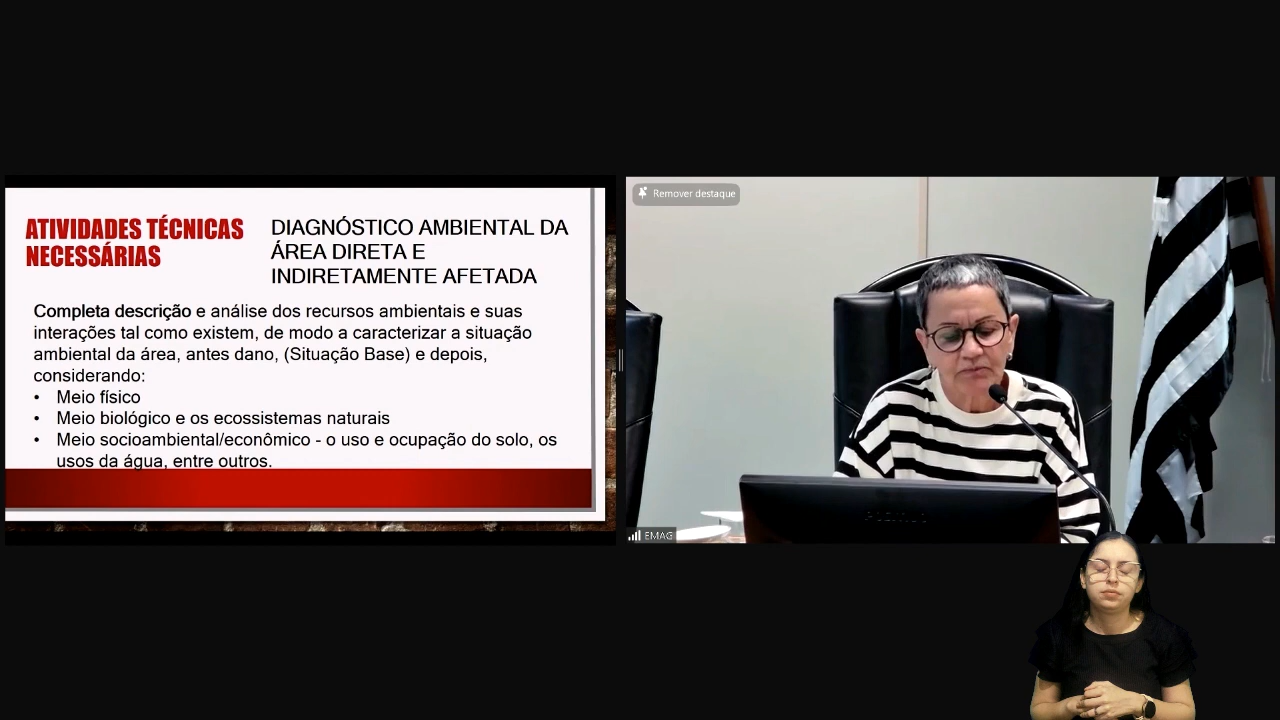 ATIVIDADES TÉCNICAS
NECESSÁRIAS
DIAGNÓSTICO AMBIENTAL DA
ÁREA DIRETA E
INDIRETAMENTE AFETADA
Completa descrição e análise dos recursos ambientais e suas
interações tal como existem, de modo a caracterizar a situação
ambiental da área, antes dano, (Situação Base) e depois,
considerando:
• Meio físico
• Meio biológico e os ecossistemas naturais
• Meio socioambiental/econômico - o uso e ocupação do solo, os
usos da água, entre outros.
Remover destaque
EMAG